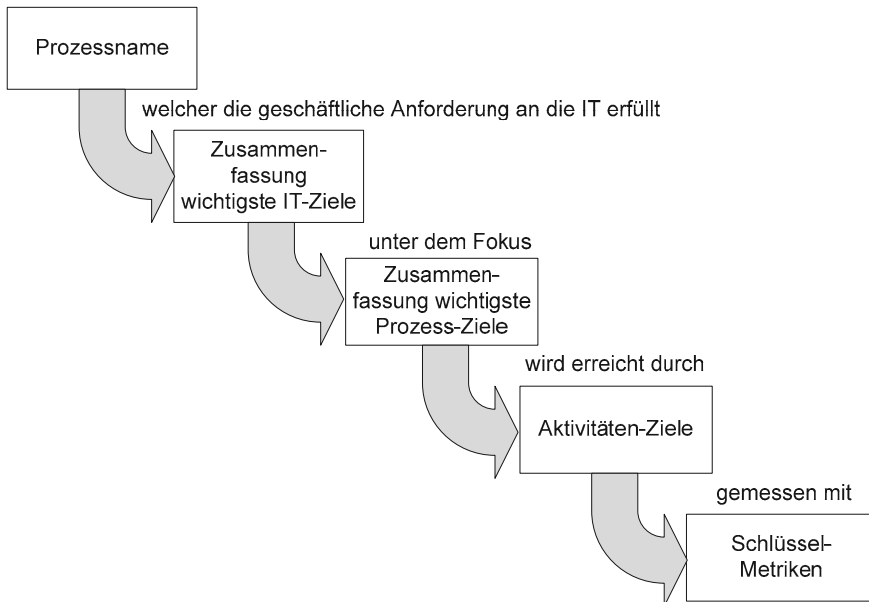 Prozessname
welcher die geschäftliche Anforderung an die IT erfüllt
Zusammen-
fassung
wichtigste IT-Ziele
unter dem Fokus
Zusammen-
fassung wichtigste
Prozess-Ziele
wird erreicht durch
Aktivitäten-Ziele
gemessen mit
Schlüssel-
Metriken